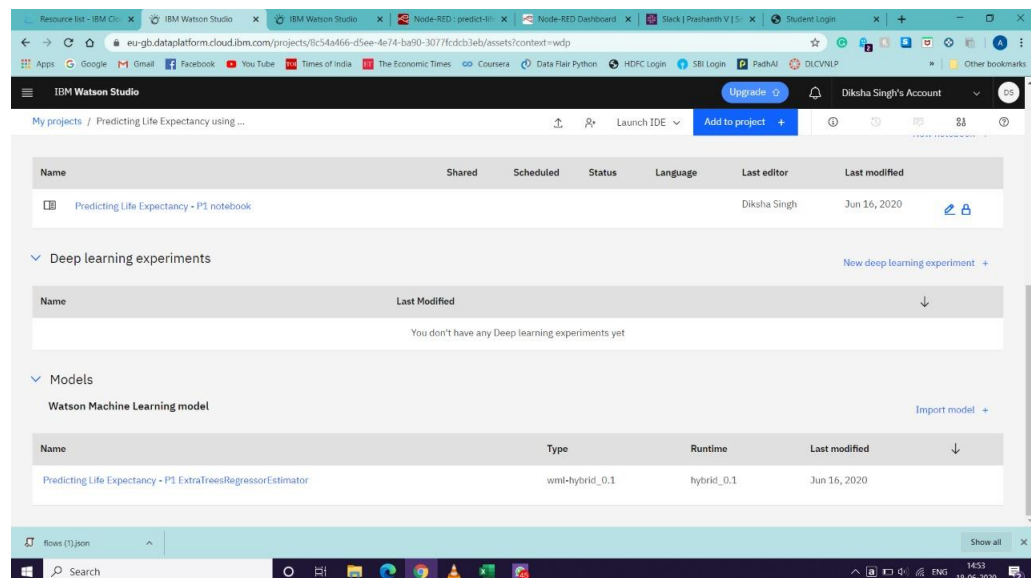 Resource list - IBM Clo
IBM Watson Studio
IBM Watson Studio
Node-RED : predict-life
Node-RED Dashboard
Slack | Prashanth V | S
Student Login
eu-gb.dataplatform.cloud.ibm.com/projects/8c54a466-d5ee-4e74-ba90-3077fcdcb3eb/assets?context=wdp
Apps Google Gmail Facebook You Tube Times of India The Economic Times Coursera Data Flair Python HDFC Login SBI Login PadhAI DLCVNLP » Other bookmarks
IBM Watson Studio Upgrade Diksha Singh's Account DS
My projects / Predicting Life Expectancy using ... Launch IDE Add to project +
Name Shared Scheduled Status Language Last editor Last modified
Predicting Life Expectancy - P1 notebook Diksha Singh Jun 16, 2020
Deep learning experiments New deep learning experiment +
Name Last Modified
You don't have any Deep learning experiments yet
Models
Watson Machine Learning model Import model +
Name Type Runtime Last modified
Predicting Life Expectancy - P1 ExtraTreesRegressorEstimator wml-hybrid_0.1 hybrid_0.1 Jun 16, 2020
flows (1).json Show all
Search ENG 14:53
18-06-2020